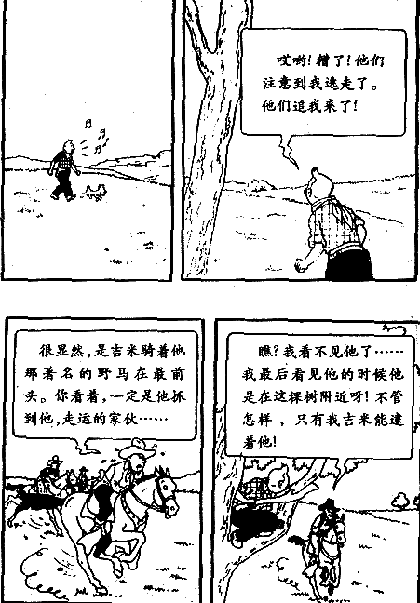 哎哟!糟了!他们
注意到我逃走了。
他们追我来了!
很显然,是吉米骑着他
那著名的野马在最前
头。你看着,一定是他抓
到他,走运的家伙……
瞧?我看不见他了……
我最后看见他的时候他
是在这棵树附近呀!不管
怎样,只有我吉米能逮
着他!